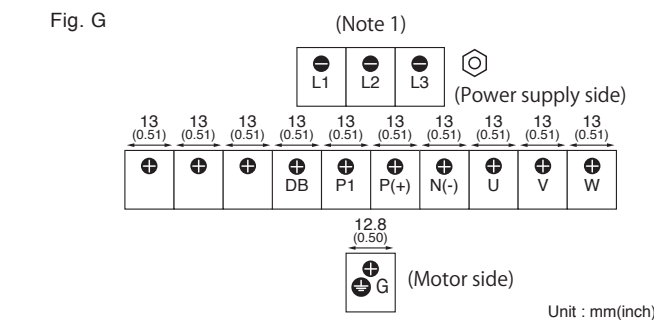 Fig. G
(Note 1)
L1 L2 L3
(Power supply side)
13 13 13 13 13 13 13 13 13 13
(0.51) (0.51) (0.51) (0.51) (0.51) (0.51) (0.51) (0.51) (0.51) (0.51)
DB P1 P(+) N(-) U V W
12.8
(0.50)
G (Motor side)
Unit : mm(inch)